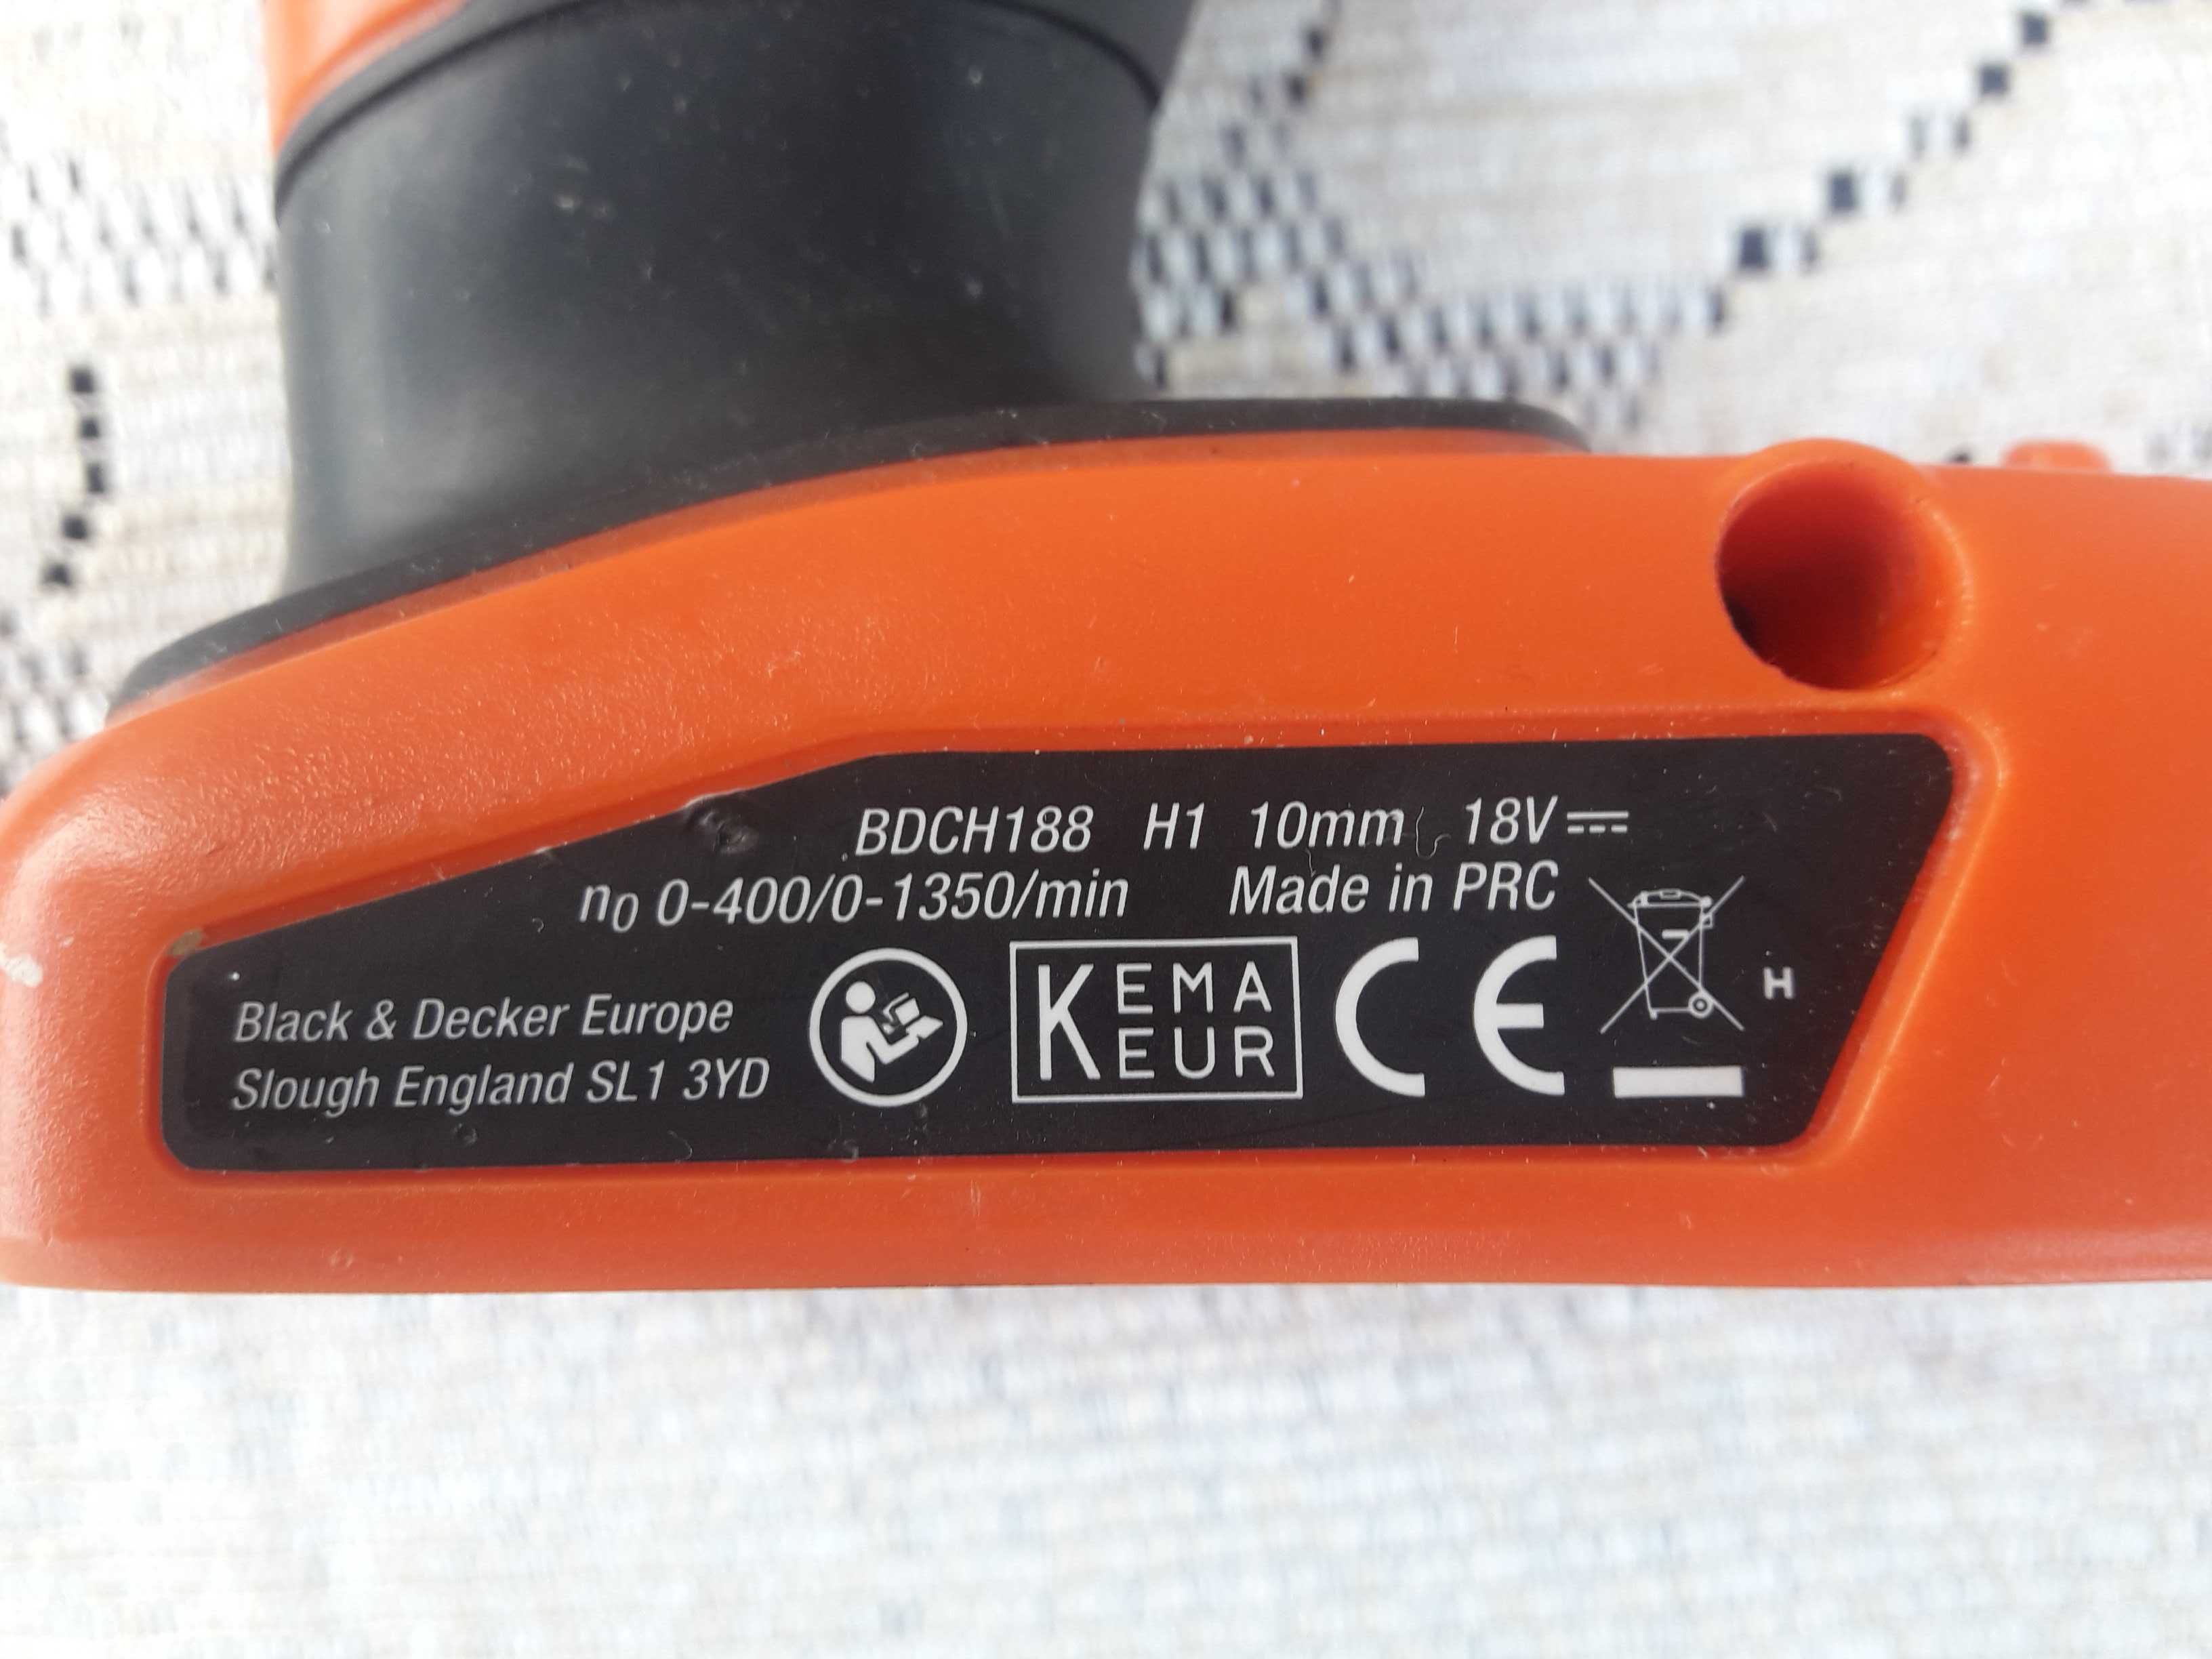 BDCH188 H1 10mm 18V
n0 0-400/0-1350/min Made in PRC
Black & Decker Europe
Slough England SL1 3YD
KEMA
KEUR
CE
H